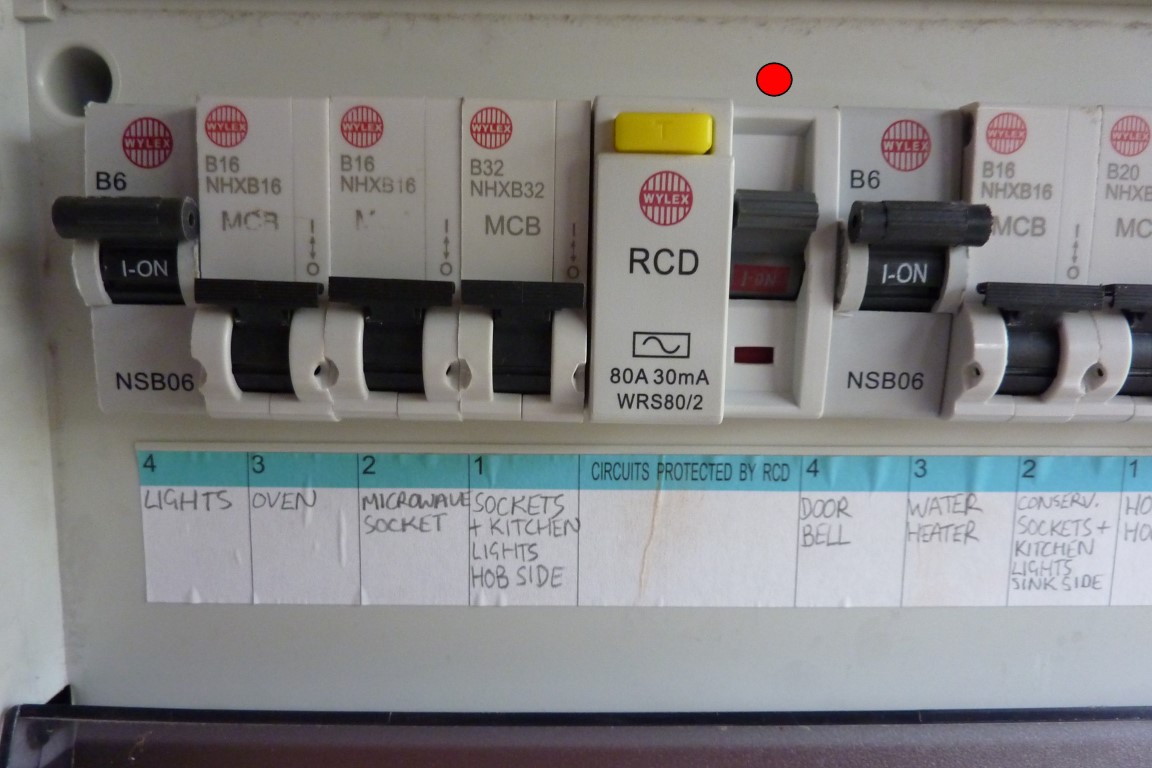 WYLEX
B6
I-ON
NSB06
WYLEX
B16
NHXB16
MCB
WYLEX
B16
NHXB16
WYLEX
B32
NHXB32
MCB
T
WYLEX
RCD
80A 30mA
WRS80/2
I-ON
WYLEX
B6
I-ON
NSB06
WYLEX
B16
NHXB16
MCB
WYLEX
B20
4
LIGHTS
3
OVEN
2
MICROWAVE
SOCKET
1
SOCKETS
+ KITCHEN
LIGHTS
HOB SIDE
CIRCUITS PROTECTED BY RCD
4
DOOR
BELL
3
WATER
HEATER
2
CONSERV.
SOCKETS +
KITCHEN
LIGHTS
SINK SIDE
1